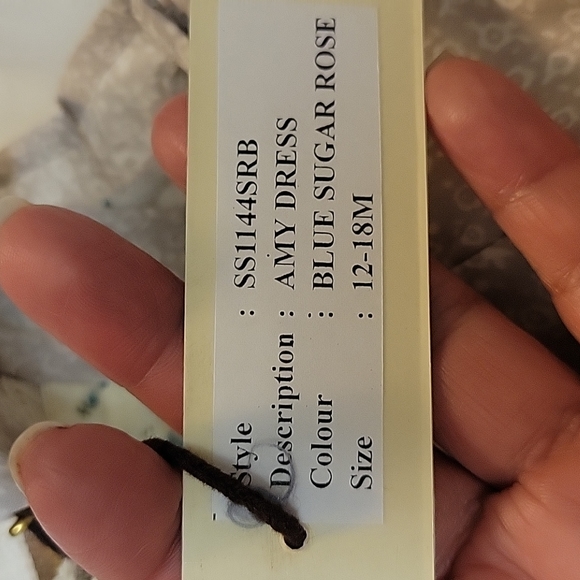 Style : SS1144SRB
Description : AMY DRESS
Colour : BLUE SUGAR ROSE
Size : 12-18M